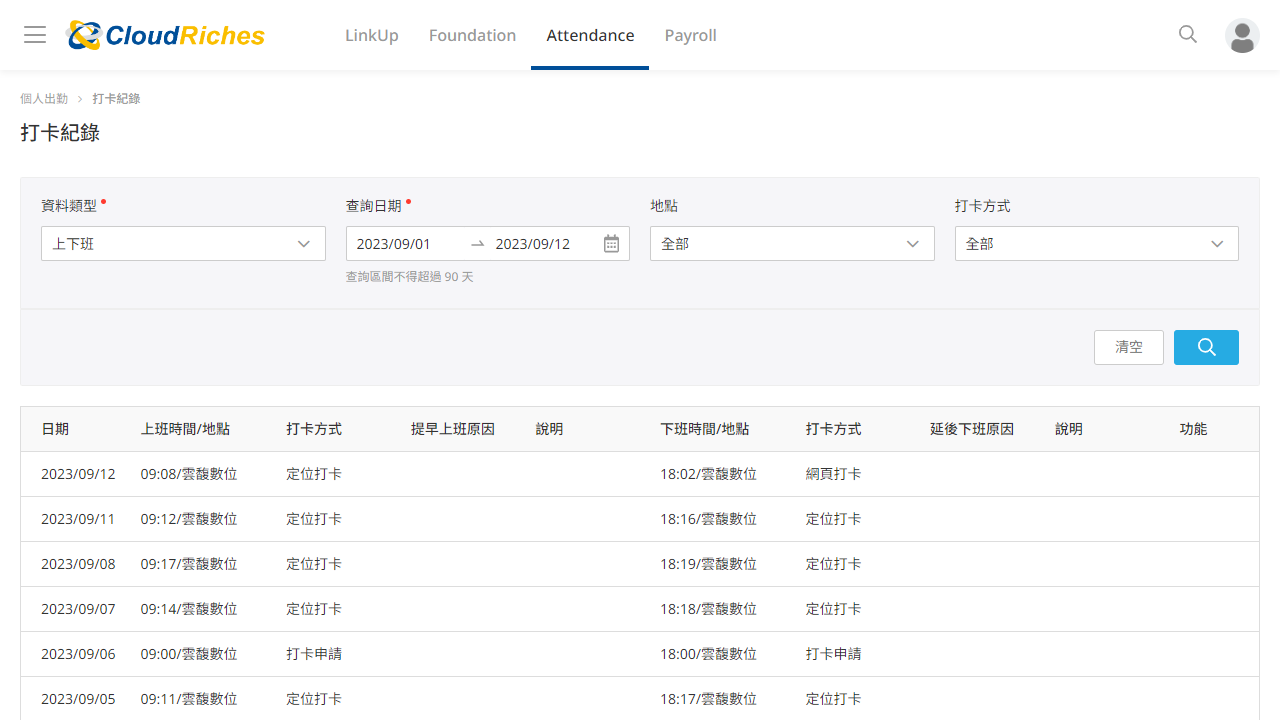 CloudRiches LinkUp Foundation Attendance Payroll
個人出勤 > 打卡紀錄
打卡紀錄
資料類型 查詢日期 地點 打卡方式
上下班 2023/09/01 → 2023/09/12 全部 全部
查詢區間不得超過 90 天
清空
日期 上班時間/地點 打卡方式 提早上班原因 說明 下班時間/地點 打卡方式 延後下班原因 說明 功能
2023/09/12 09:08/雲馥數位 定位打卡 18:02/雲馥數位 網頁打卡
2023/09/11 09:12/雲馥數位 定位打卡 18:16/雲馥數位 定位打卡
2023/09/08 09:17/雲馥數位 定位打卡 18:19/雲馥數位 定位打卡
2023/09/07 09:14/雲馥數位 定位打卡 18:18/雲馥數位 定位打卡
2023/09/06 09:00/雲馥數位 打卡申請 18:00/雲馥數位 打卡申請
2023/09/05 09:11/雲馥數位 定位打卡 18:17/雲馥數位 定位打卡